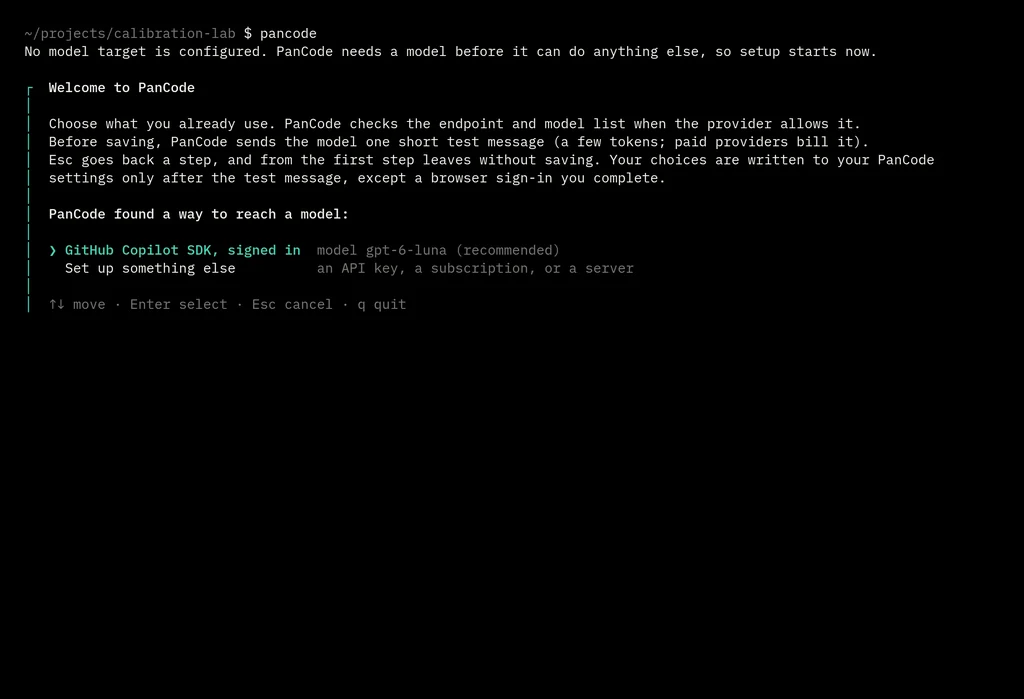 ~/projects/calibration-lab $ pancode
No model target is configured. PanCode needs a model before it can do anything else, so setup starts now.
Welcome to PanCode
Choose what you already use. PanCode checks the endpoint and model list when the provider allows it.
Before saving, PanCode sends the model one short test message (a few tokens; paid providers bill it).
Esc goes back a step, and from the first step leaves without saving. Your choices are written to your PanCode
settings only after the test message, except a browser sign-in you complete.
PanCode found a way to reach a model:
❯ GitHub Copilot SDK, signed in  model gpt-6-luna (recommended)
Set up something else  an API key, a subscription, or a server
↑↓ move · Enter select · Esc cancel · q quit